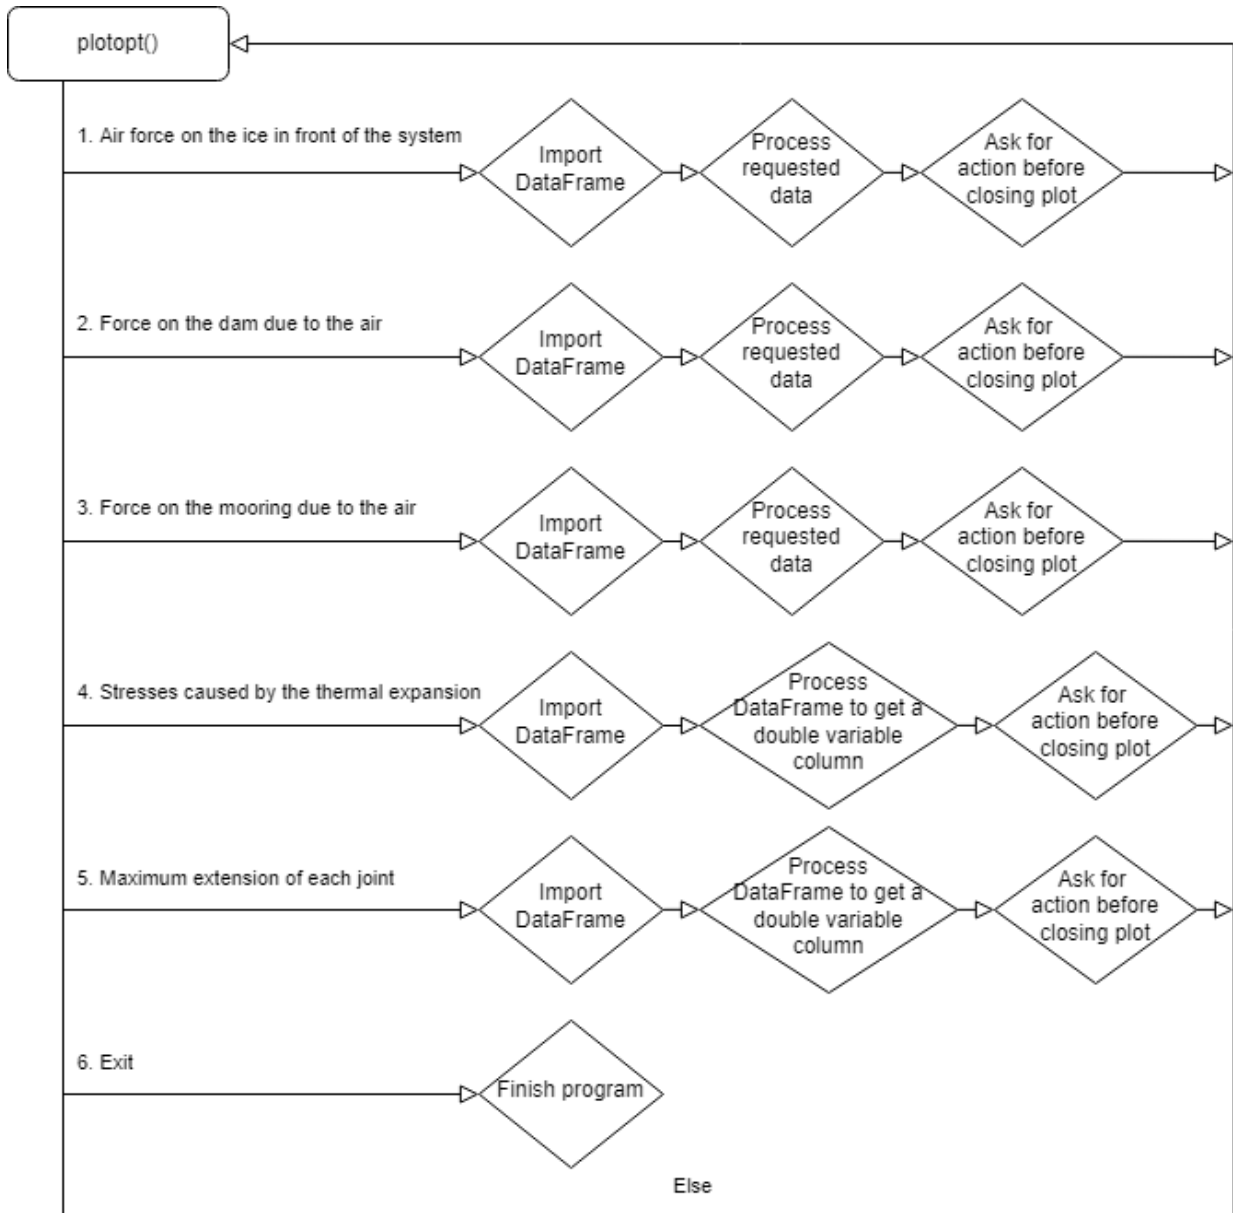 plotopt()
1. Air force on the ice in front of the system
Import
DataFrame
Process
requested
data
Ask for
action before
closing plot
2. Force on the dam due to the air
Import
DataFrame
Process
requested
data
Ask for
action before
closing plot
3. Force on the mooring due to the air
Import
DataFrame
Process
requested
data
Ask for
action before
closing plot
4. Stresses caused by the thermal expansion
Import
DataFrame
Process
DataFrame to get a
double variable
column
Ask for
action before
closing plot
5. Maximum extension of each joint
Import
DataFrame
Process
DataFrame to get a
double variable
column
Ask for
action before
closing plot
6. Exit
Finish program
Else